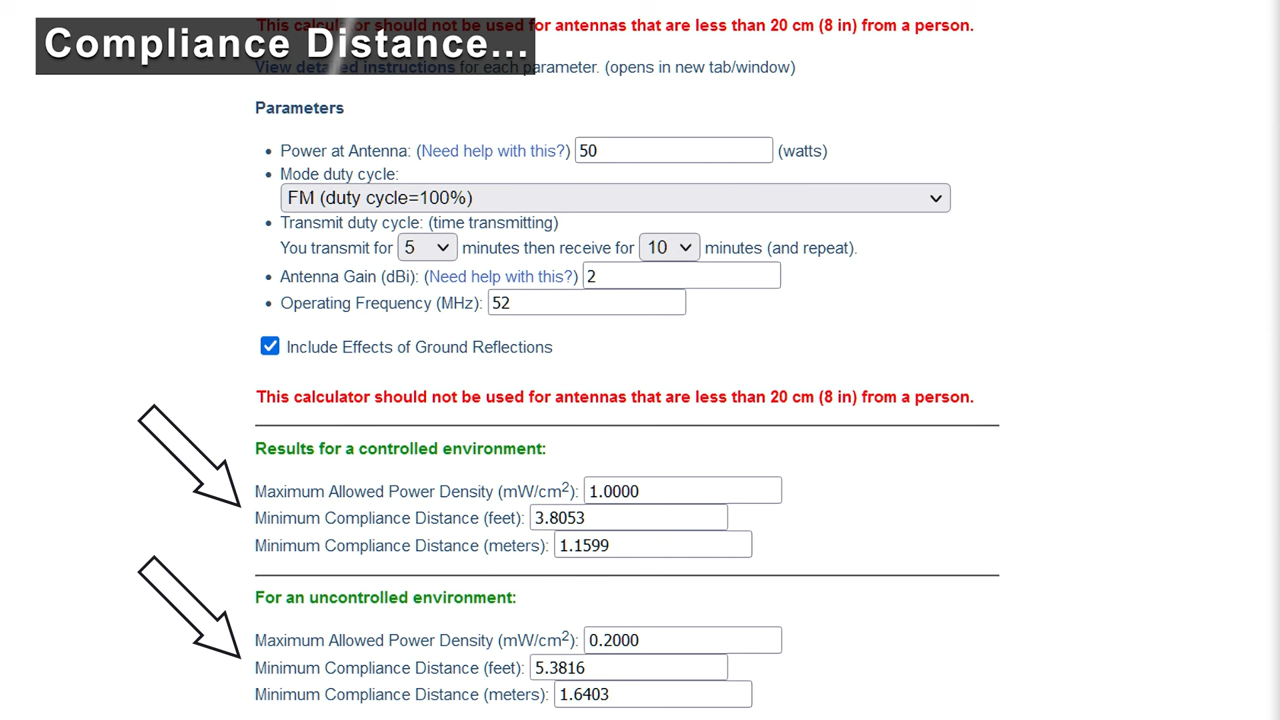 This calculator should not be used for antennas that are less than 20 cm (8 in) from a person.
Compliance Distance...
View detailed instructions for each parameter. (opens in new tab/window)
Parameters
• Power at Antenna: (Need help with this?) 50 (watts)
• Mode duty cycle:
FM (duty cycle=100%)
• Transmit duty cycle: (time transmitting)
You transmit for 5 minutes then receive for 10 minutes (and repeat).
• Antenna Gain (dBi): (Need help with this?) 2
• Operating Frequency (MHz): 52
Include Effects of Ground Reflections
This calculator should not be used for antennas that are less than 20 cm (8 in) from a person.
Results for a controlled environment:
Maximum Allowed Power Density (mW/cm²): 1.0000
Minimum Compliance Distance (feet): 3.8053
Minimum Compliance Distance (meters): 1.1599
For an uncontrolled environment:
Maximum Allowed Power Density (mW/cm²): 0.2000
Minimum Compliance Distance (feet): 5.3816
Minimum Compliance Distance (meters): 1.6403